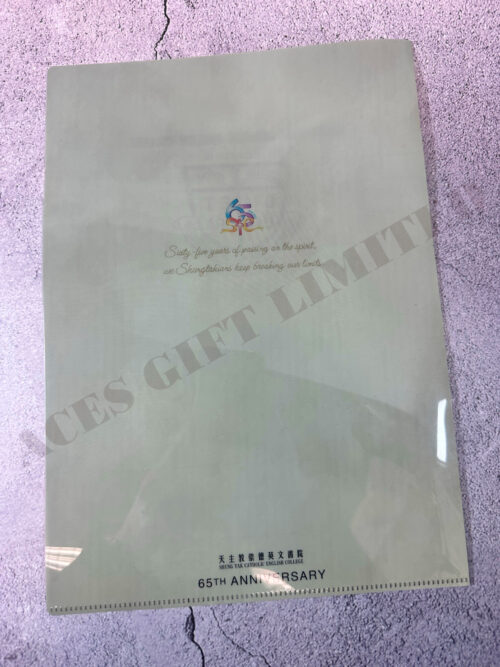 65
Sixty-five years of passing on the spirit,
we Shungtakians keep breaking our limits.
ACES GIFT LIMITED
天主教崇德英文書院
SHUNG TAK CATHOLIC ENGLISH COLLEGE
65TH ANNIVERSARY